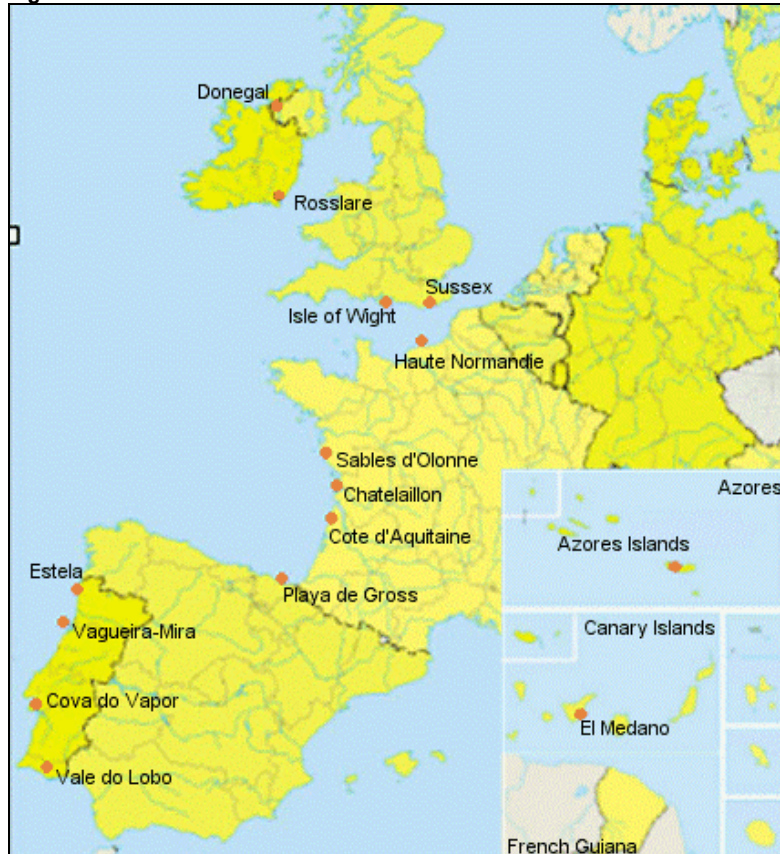 Donegal
Rosslare
Sussex
Isle of Wight
Haute Normandie
Sables d'Olonne
Chatelaillon
Azores
Cote d'Aquitaine
Azores Islands
Estela
Playa de Gross
Vagueira-Mira
Canary Islands
Cova do Vapor
El Medano
Vale do Lobo
French Guiana